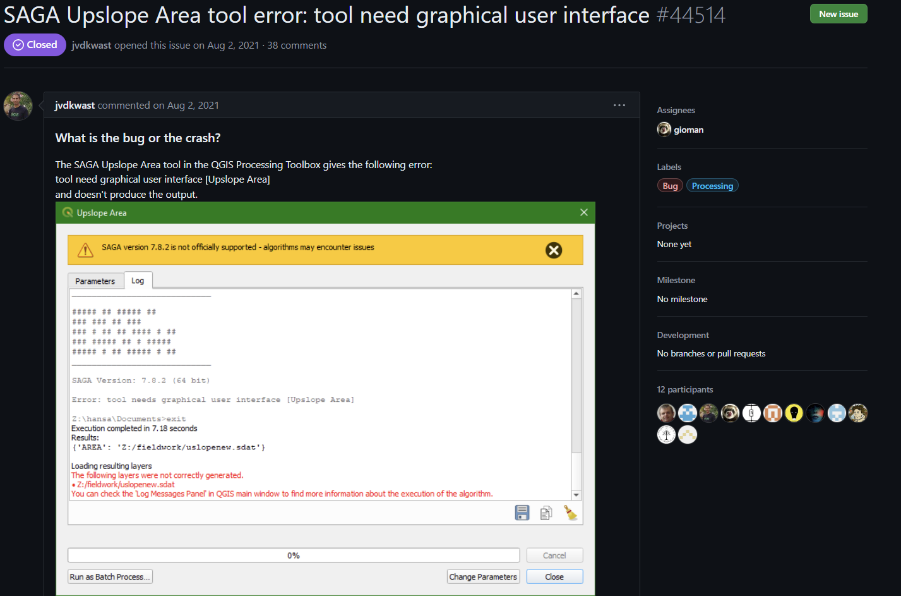 SAGA Upslope Area tool error: tool need graphical user interface #44514
New issue
Closed
jvdkwast opened this issue on Aug 2, 2021 · 38 comments
jvdkwast commented on Aug 2, 2021
...
What is the bug or the crash?
The SAGA Upslope Area tool in the QGIS Processing Toolbox gives the following error:
tool need graphical user interface [Upslope Area]
and doesn't produce the output.
Upslope Area
SAGA version 7.8.2 is not officially supported - algorithms may encounter issues
Parameters
Log
_____________________________
##### ## ##### ##
### ### ## ###
### # ## ## #### # ##
### ##### ## # #####
##### # ## ##### # ##
_____________________________
SAGA Version: 7.8.2 (64 bit)
Error: tool needs graphical user interface [Upslope Area]
Z:\hansa\Documents>exit
Execution completed in 7.18 seconds
Results:
{'AREA': 'Z:/fieldwork/uslopenew.sdat'}
Loading resulting layers
The following layers were not correctly generated.
• Z:/fieldwork/uslopenew.sdat
You can check the 'Log Messages Panel' in QGIS main window to find more information about the execution of the algorithm.
0%
Cancel
Run as Batch Process...
Change Parameters
Close
Assignees
gioman
Labels
Bug
Processing
Projects
None yet
Milestone
No milestone
Development
No branches or pull requests
12 participants